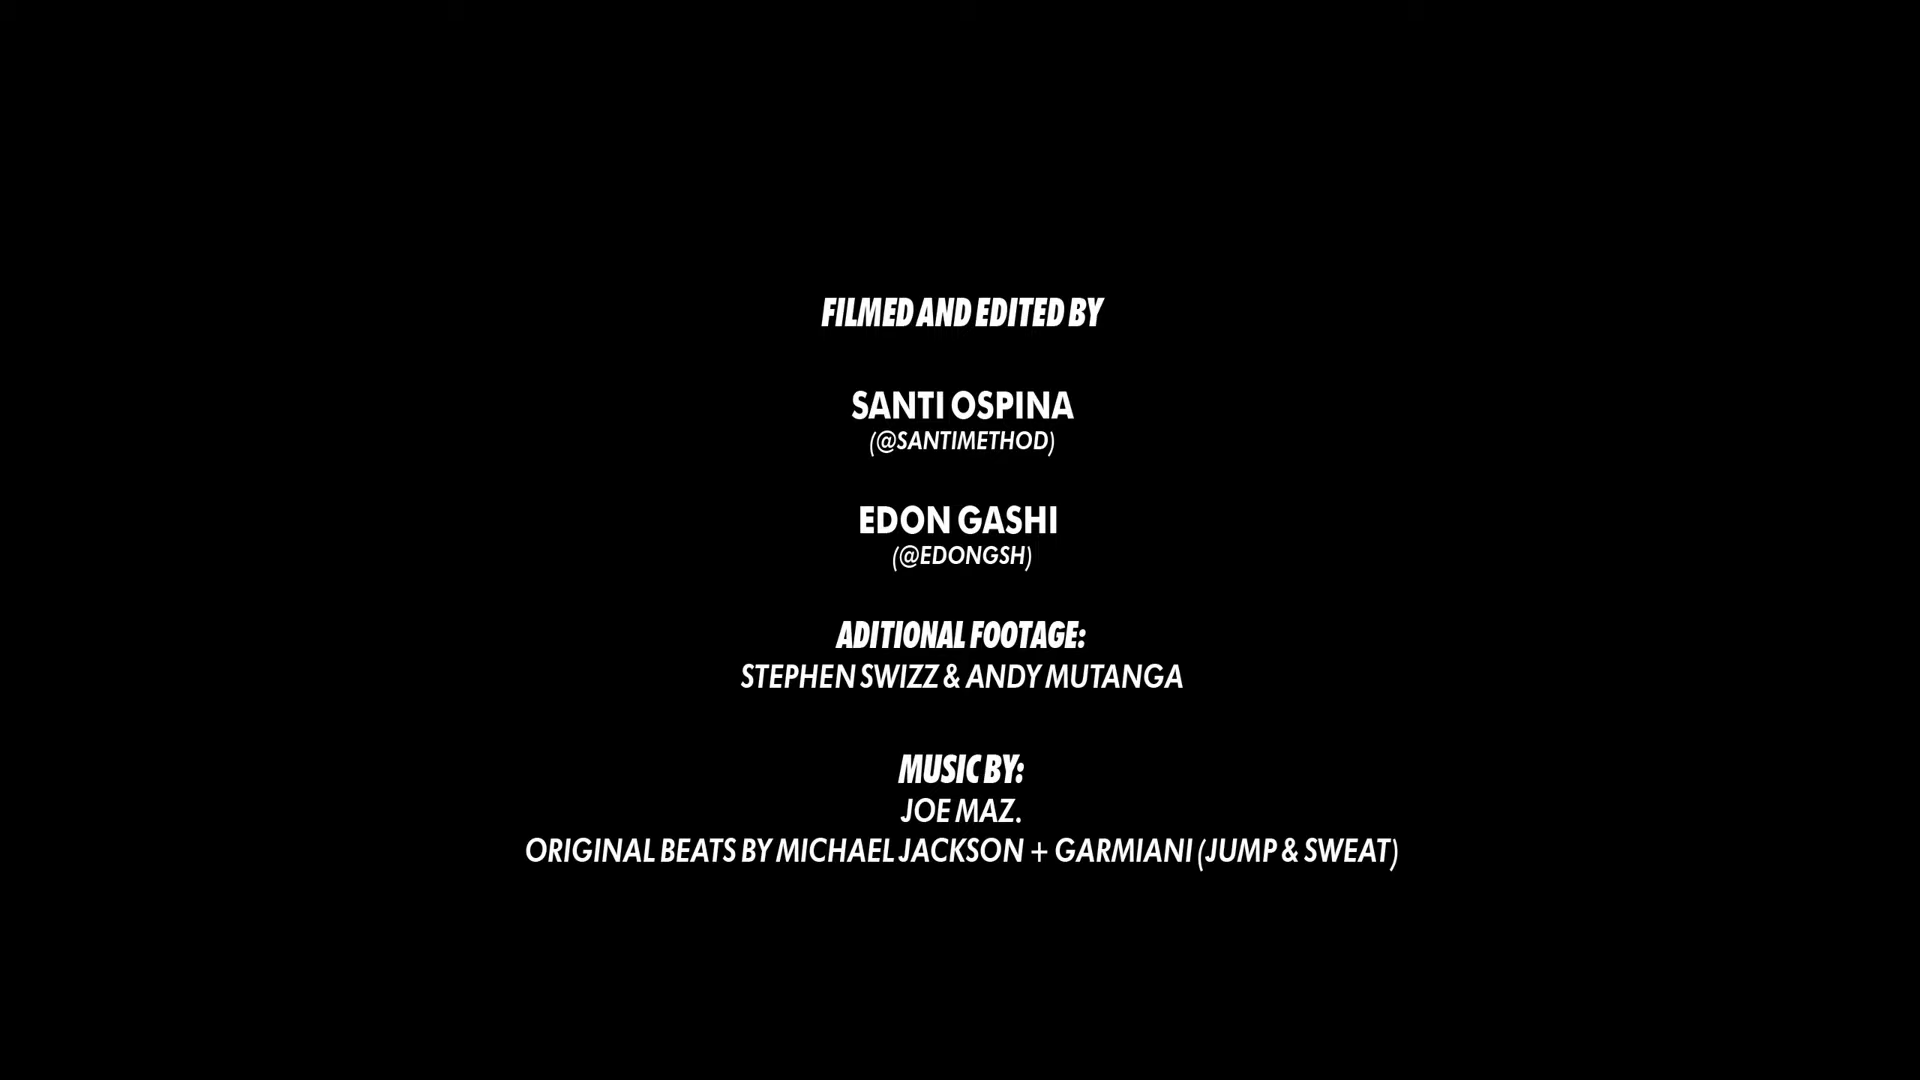 FILMED AND EDITED BY
SANTI OSPINA
(@SANTIMETHOD)
EDON GASHI
(@EDONGSH)
ADITIONAL FOOTAGE:
STEPHEN SWIZZ & ANDY MUTANGA
MUSIC BY:
JOE MAZ.
ORIGINAL BEATS BY MICHAEL JACKSON + GARMIANI (JUMP & SWEAT)